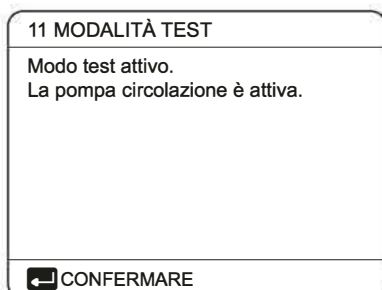 11 MODALITÀ TEST
Modo test attivo.
La pompa circolazione è attiva.
CONFERMARE